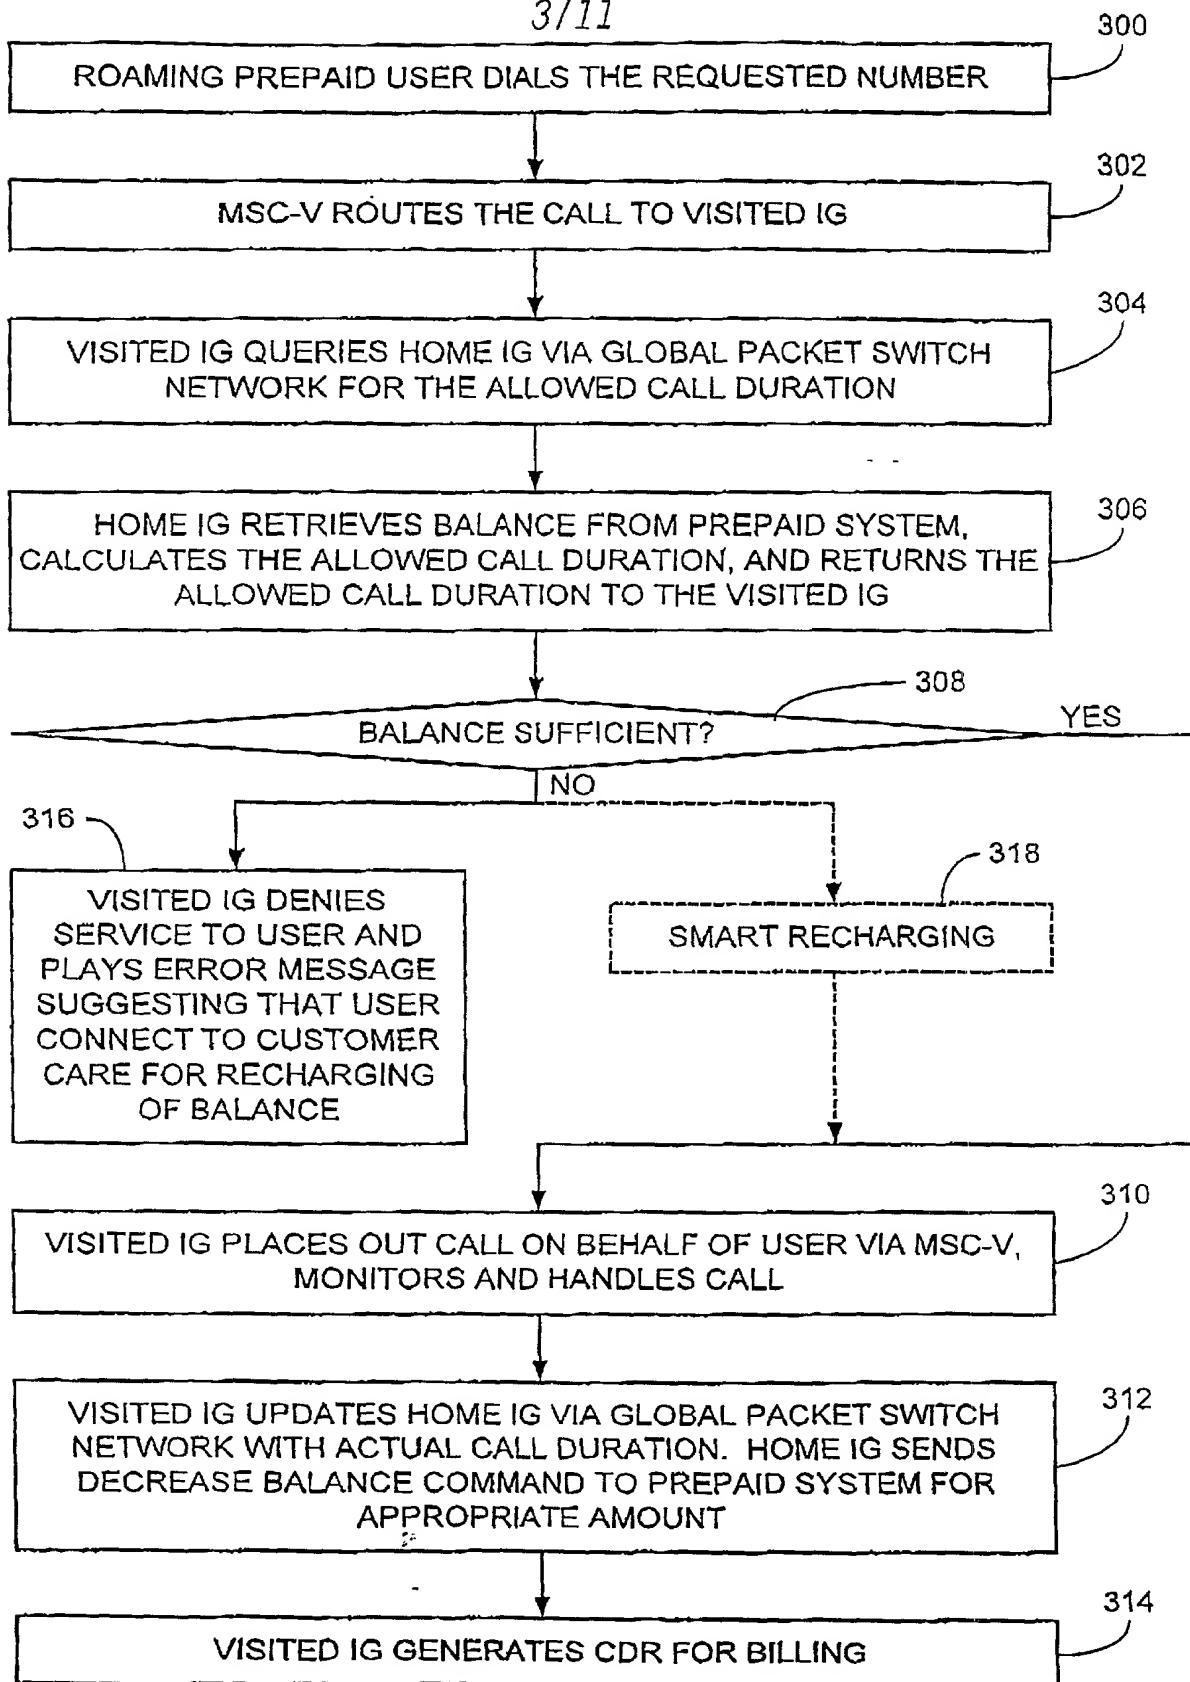 3/11
300
ROAMING PREPAID USER DIALS THE REQUESTED NUMBER
302
MSC-V ROUTES THE CALL TO VISITED IG
304
VISITED IG QUERIES HOME IG VIA GLOBAL PACKET SWITCH
NETWORK FOR THE ALLOWED CALL DURATION
306
HOME IG RETRIEVES BALANCE FROM PREPAID SYSTEM,
CALCULATES THE ALLOWED CALL DURATION, AND RETURNS THE
ALLOWED CALL DURATION TO THE VISITED IG
308
BALANCE SUFFICIENT?
YES
NO
316
VISITED IG DENIES
SERVICE TO USER AND
PLAYS ERROR MESSAGE
SUGGESTING THAT USER
CONNECT TO CUSTOMER
CARE FOR RECHARGING
OF BALANCE
318
SMART RECHARGING
310
VISITED IG PLACES OUT CALL ON BEHALF OF USER VIA MSC-V,
MONITORS AND HANDLES CALL
312
VISITED IG UPDATES HOME IG VIA GLOBAL PACKET SWITCH
NETWORK WITH ACTUAL CALL DURATION. HOME IG SENDS
DECREASE BALANCE COMMAND TO PREPAID SYSTEM FOR
APPROPRIATE AMOUNT
314
VISITED IG GENERATES CDR FOR BILLING